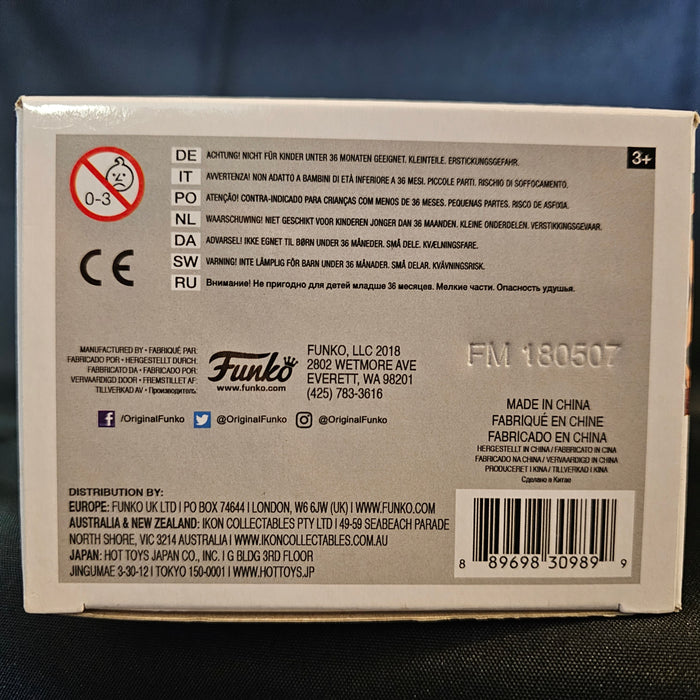 0-3
3+
DE ACHTUNG! NICHT FÜR KINDER UNTER 36 MONATEN GEEIGNET. KLEINTEILE. ERSTICKUNGSGEFAHR.
IT AVVERTENZA! NON ADATTO A BAMBINI DI ETÀ INFERIORE A 36 MESI. PICCOLE PARTI. RISCHIO DI SOFFOCAMENTO.
PO ATENÇÃO! CONTRA-INDICADO PARA CRIANÇAS COM MENOS DE 36 MESES. PEQUENAS PARTES. RISCO DE ASFIXIA.
NL WAARSCHUWING! NIET GESCHIKT VOOR KINDEREN JONGER DAN 36 MAANDEN. KLEINE ONDERDELEN. VERSTIKKINGSGEVAAR.
DA ADVARSEL! IKKE EGNET TIL BØRN UNDER 36 MÅNEDER. SMÅ DELE. KVÆLNINGSFARE.
SW VARNING! INTE LÄMPLIG FÖR BARN UNDER 36 MÅNADER. SMÅ DELAR. KVÄVNINGSRISK.
RU Внимание! Не пригодно для детей младше 36 месяцев. Мелкие части. Опасность удушья.
CE
MANUFACTURED BY • FABRIQUÉ PAR
FABRICADO POR • HERGESTELLT DURCH:
FABBRICATO DA • FABRICADO POR:
VERVAARDIGD DOOR • FREMSTILLET AF:
TILLVERKAD AV • Производитель:
Funko
www.funko.com
FUNKO, LLC 2018
2802 WETMORE AVE
EVERETT, WA 98201
(425) 783-3616
FM 180507
f /OriginalFunko @OriginalFunko @OriginalFunko
MADE IN CHINA
FABRIQUÉ EN CHINE
FABRICADO EN CHINA
HERGESTELLT IN CHINA / FABBRICATO IN CINA
FABRICADO NA CHINA / VERVAARDIGD IN CHINA
PRODUCERET I KINA / TILLVERKAD I KINA
Сделано в Китае
DISTRIBUTION BY:
EUROPE: FUNKO UK LTD | PO BOX 74644 | LONDON, W6 6JW (UK) | WWW.FUNKO.COM
AUSTRALIA & NEW ZEALAND: IKON COLLECTABLES PTY LTD | 49-59 SEABEACH PARADE
NORTH SHORE, VIC 3214 AUSTRALIA | WWW.IKONCOLLECTABLES.COM.AU
JAPAN: HOT TOYS JAPAN CO., INC. | G BLDG 3RD FLOOR
JINGUMAE 3-30-12 | TOKYO 150-0001 | WWW.HOTTOYS.JP
8 89698 30989 9